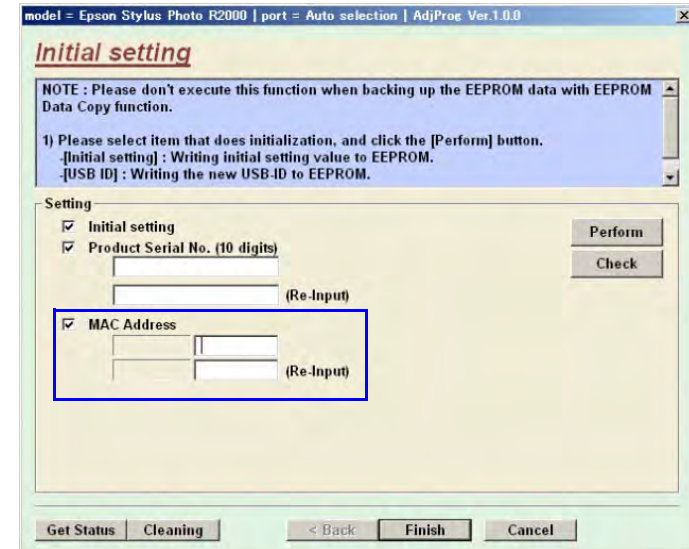 model = Epson Stylus Photo R2000 | port = Auto selection | AdjProg Ver.1.0.0
Initial setting
NOTE : Please don't execute this function when backing up the EEPROM data with EEPROM
Data Copy function.
1) Please select item that does initialization, and click the [Perform] button.
-[Initial setting] : Writing initial setting value to EEPROM.
-[USB ID] : Writing the new USB-ID to EEPROM.
Setting
Initial setting
Perform
Product Serial No. (10 digits)
Check
(Re-Input)
MAC Address
(Re-Input)
Get Status Cleaning < Back Finish Cancel